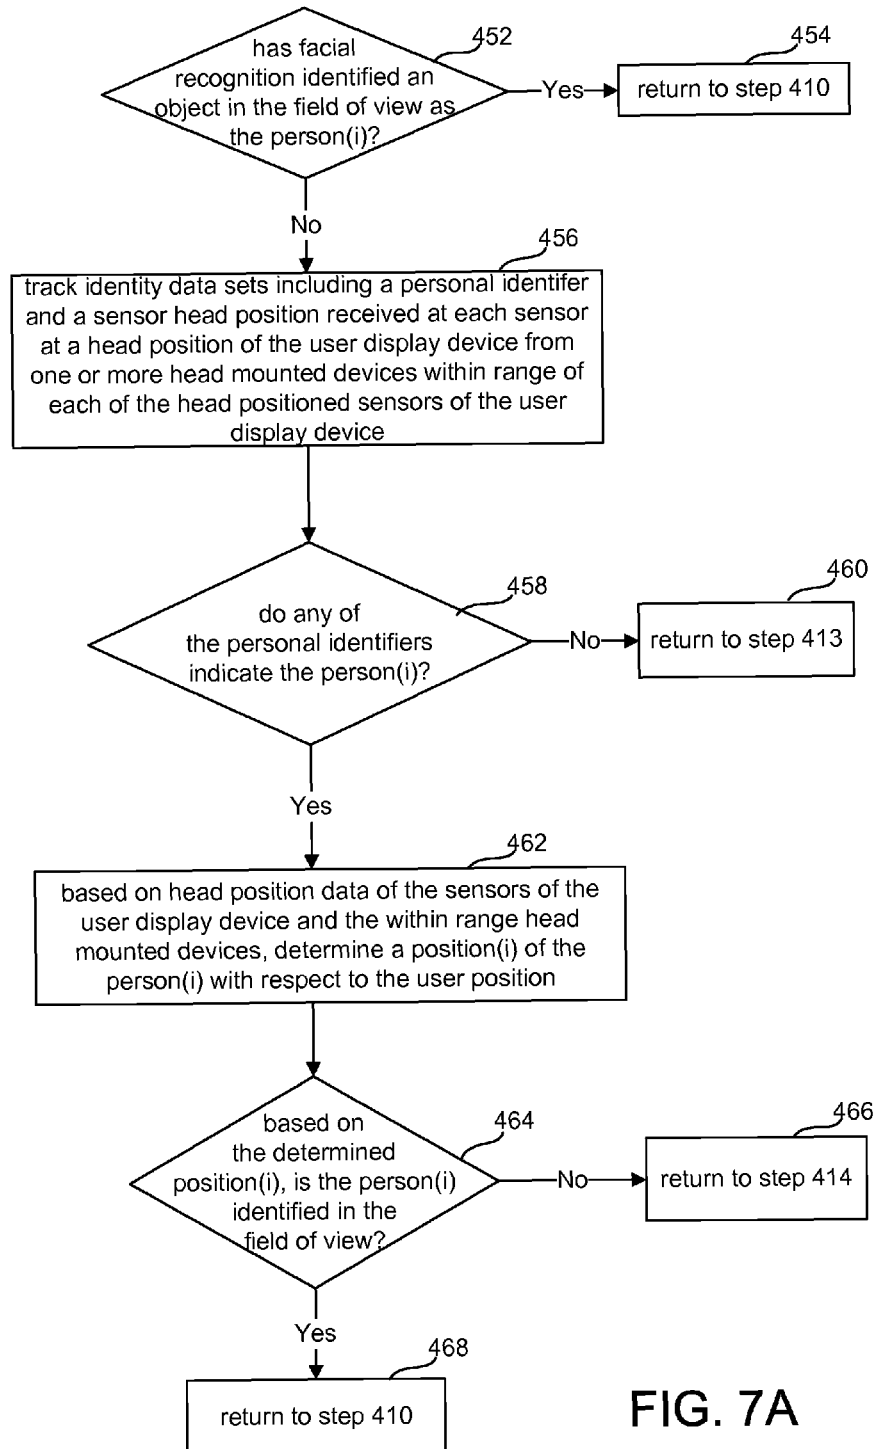 452
has facial
recognition identified an
object in the field of view as
the person(i)?
Yes
454
return to step 410
No
456
track identity data sets including a personal identifer
and a sensor head position received at each sensor
at a head position of the user display device from
one or more head mounted devices within range of
each of the head positioned sensors of the user
display device
458
do any of
the personal identifiers
indicate the person(i)?
No
460
return to step 413
Yes
462
based on head position data of the sensors of the
user display device and the within range head
mounted devices, determine a position(i) of the
person(i) with respect to the user position
464
based on
the determined
position(i), is the person(i)
identified in the
field of view?
No
466
return to step 414
Yes
468
return to step 410
FIG. 7A